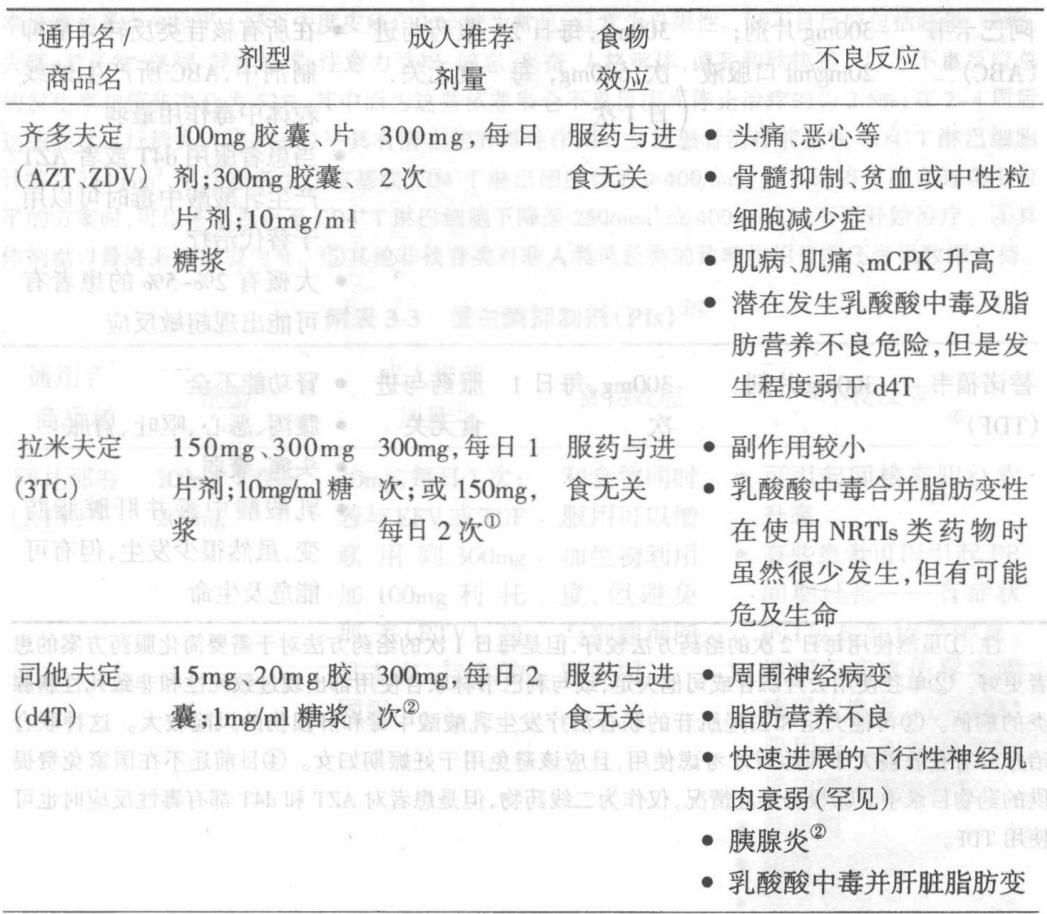 通用名/
商品名
剂型
成人推荐
剂量
食物
效应
不良反应
齐多夫定
(AZT、ZDV)
100mg 胶囊、片
剂;300mg 胶囊、
片剂;10mg/ml
糖浆
300mg,每日
2次
服药与进
食无关
• 头痛、恶心等
• 骨髓抑制、贫血或中性粒
细胞减少症
• 肌病、肌痛、mCPK 升高
• 潜在发生乳酸酸中毒及脂
肪营养不良危险,但是发
生程度弱于 d4T
拉米夫定
(3TC)
150mg、300mg
片剂;10mg/ml 糖
浆
300mg,每日 1
次;或 150mg,
每日 2 次①
服药与进
食无关
• 副作用较小
• 乳酸酸中毒合并脂肪变性
在使用 NRTIs 类药物时
虽然很少发生,但有可能
危及生命
司他夫定
(d4T)
15mg、20mg 胶
囊;1mg/ml 糖浆
300mg,每日 2
次②
服药与进
食无关
• 周围神经病变
• 脂肪营养不良
• 快速进展的下行性神经肌
肉衰弱(罕见)
• 胰腺炎②
• 乳酸酸中毒并肝脏脂肪变